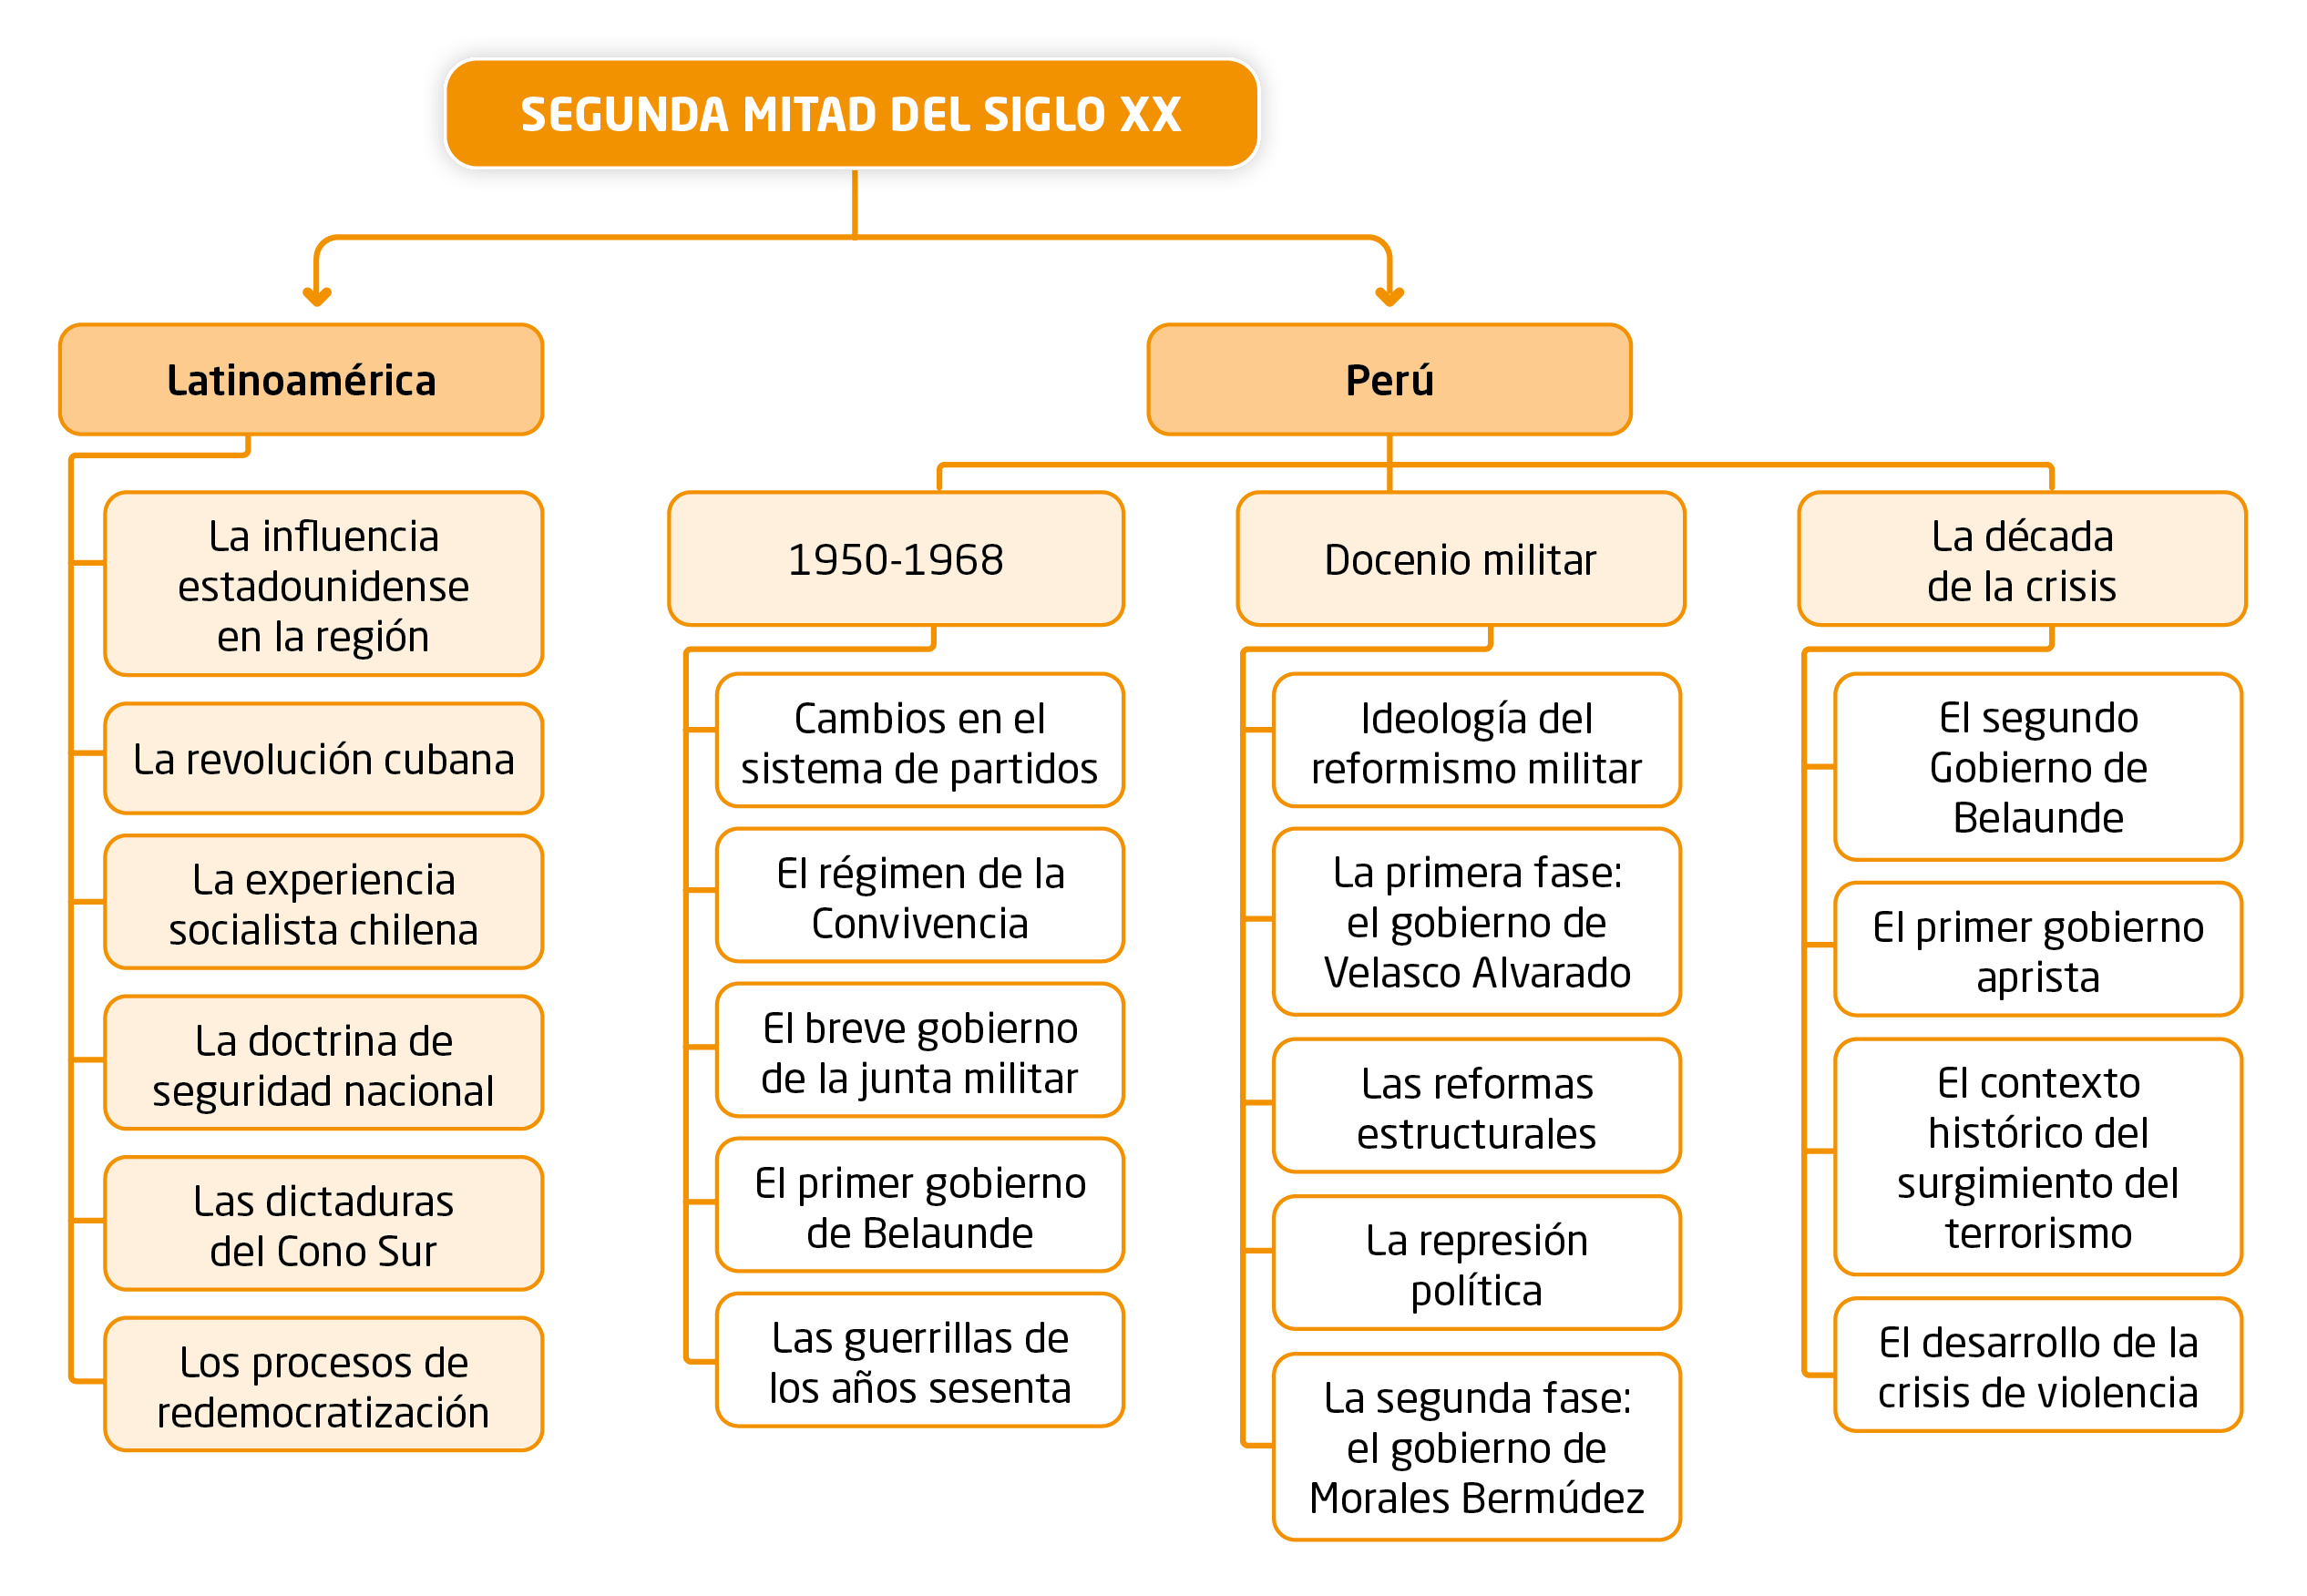 SEGUNDA MITAD DEL SIGLO XX
Latinoamérica
La influencia
estadounidense
en la región
La revolución cubana
La experiencia
socialista chilena
La doctrina de
seguridad nacional
Las dictaduras
del Cono Sur
Los procesos de
redemocratización
Perú
1950-1968
Cambios en el
sistema de partidos
El régimen de la
Convivencia
El breve gobierno
de la junta militar
El primer gobierno
de Belaunde
Las guerrillas de
los años sesenta
Docenio militar
Ideología del
reformismo militar
La primera fase:
el gobierno de
Velasco Alvarado
Las reformas
estructurales
La represión
política
La segunda fase:
el gobierno de
Morales Bermúdez
La década
de la crisis
El segundo
Gobierno de
Belaunde
El primer gobierno
aprista
El contexto
histórico del
surgimiento del
terrorismo
El desarrollo de la
crisis de violencia